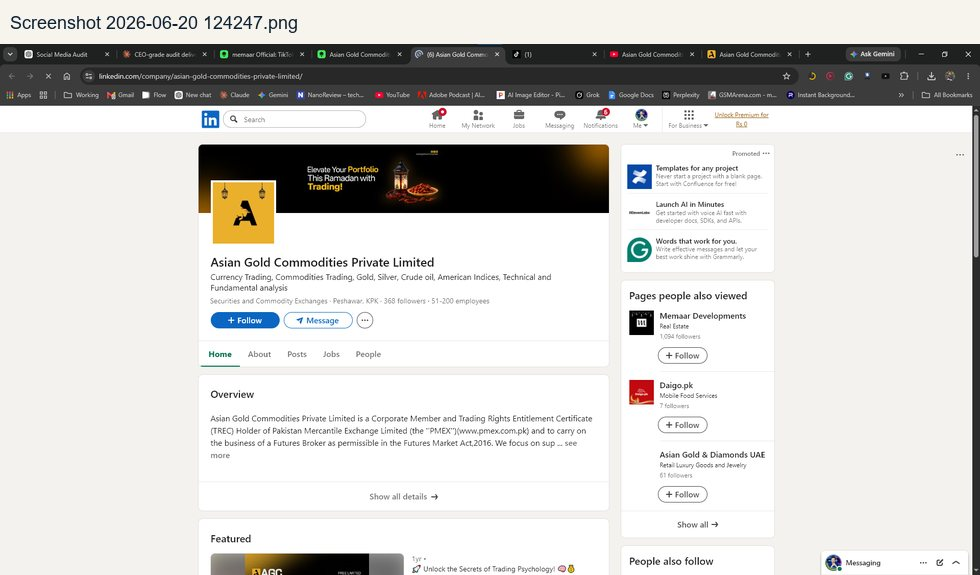 Screenshot 2026-06-20 124247.png
Social Media Audit
CEO-grade audit deliv
memaar Official: TikTo
Asian Gold Commoditi
(6) Asian Gold Comm
(1)
Asian Gold Commoditi
Asian Gold Commodit
Ask Gemini
linkedin.com/company/asian-gold-commodities-private-limited/
Apps
Working
Gmail
Flow
New chat
Claude
Gemini
NanoReview – tech...
YouTube
Adobe Podcast | AI...
AI Image Editor - Pi...
Grok
Google Docs
Perplexity
GSMArena.com - m...
Instant Background...
All Bookmarks
Search
Home
My Network
Jobs
Messaging
Notifications
Me
For Business
Unlock Premium for
Rs 0
Elevate Your Portfolio
This Ramadan with
Trading!
Asian Gold Commodities Private Limited
Currency Trading, Commodities Trading, Gold, Silver, Crude oil, American Indices, Technical and
Fundamental analysis
Securities and Commodity Exchanges · Peshawar, KPK · 368 followers · 51-200 employees
+ Follow
Message
Home
About
Posts
Jobs
People
Overview
Asian Gold Commodities Private Limited is a Corporate Member and Trading Rights Entitlement Certificate
(TREC) Holder of Pakistan Mercantile Exchange Limited (the "PMEX")(www.pmex.com.pk) and to carry on
the business of a Futures Broker as permissible in the Futures Market Act,2016. We focus on sup ... see
more
Show all details →
Featured
AGC
1yr •
🚀 Unlock the Secrets of Trading Psychology! 🧠💰
Promoted ···
Templates for any project
Never start a project with a blank page.
Start with Confluence for free!
Launch AI in Minutes
Get started with voice AI fast with
developer docs, SDKs, and APIs.
Words that work for you.
Write effective messages and let your
best work shine with Grammarly.
Pages people also viewed
Memaar Developments
Real Estate
1,094 followers
+ Follow
Daigo.pk
Mobile Food Services
7 followers
+ Follow
Asian Gold & Diamonds UAE
Retail Luxury Goods and Jewelry
61 followers
+ Follow
Show all →
People also follow
Messaging